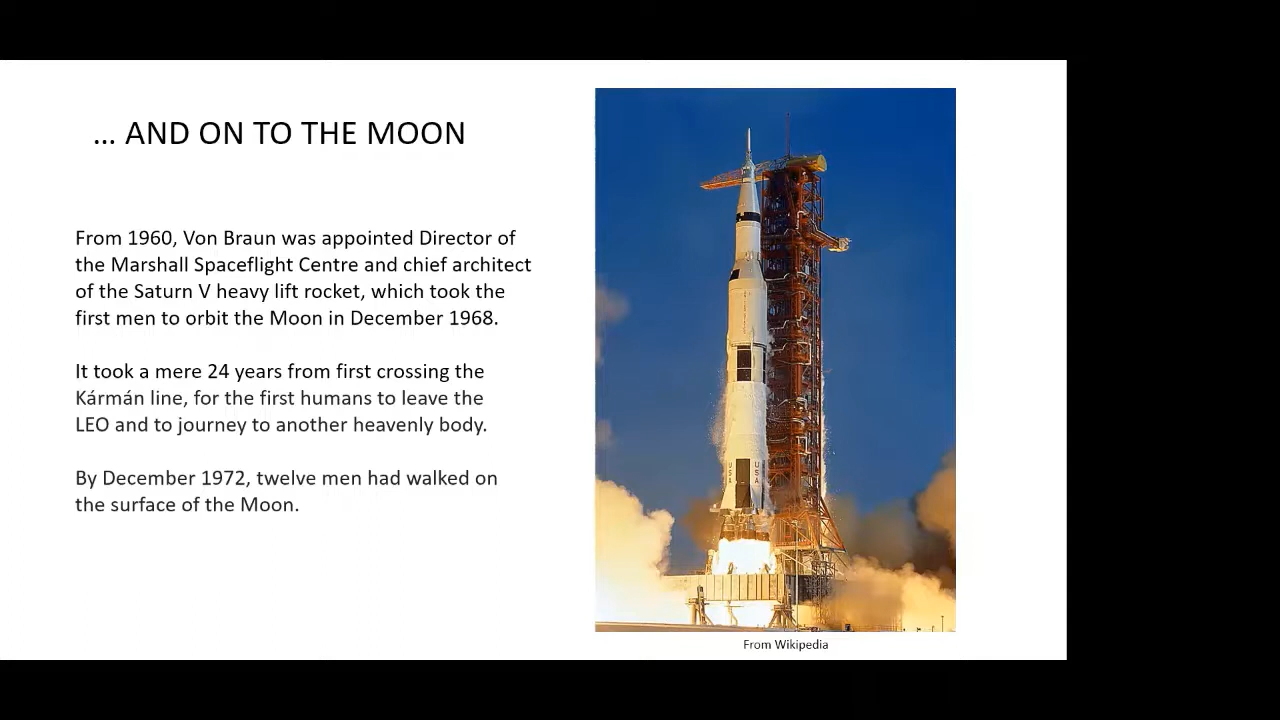 ... AND ON TO THE MOON
From 1960, Von Braun was appointed Director of
the Marshall Spaceflight Centre and chief architect
of the Saturn V heavy lift rocket, which took the
first men to orbit the Moon in December 1968.
It took a mere 24 years from first crossing the
Kármán line, for the first humans to leave the
LEO and to journey to another heavenly body.
By December 1972, twelve men had walked on
the surface of the Moon.
USA
USA
From Wikipedia